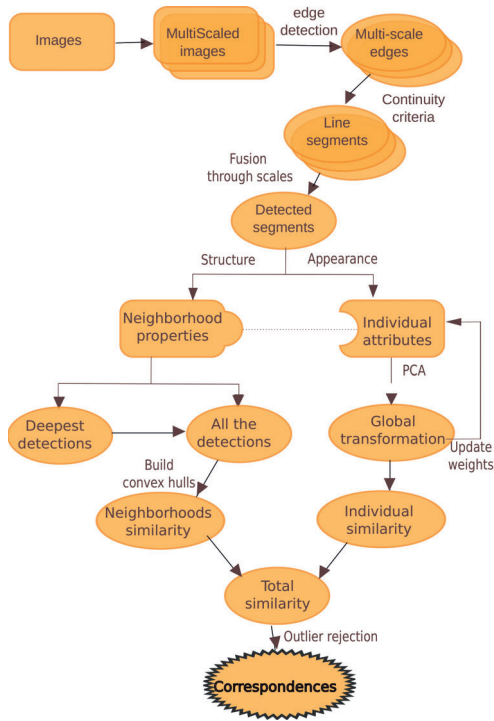 Images
MultiScaled
images
edge
detection
Multi-scale
edges
Continuity
criteria
Line
segments
Fusion
through scales
Detected
segments
Structure
Appearance
Neighborhood
properties
Individual
attributes
PCA
Deepest
detections
All the
detections
Global
transformation
Update
weights
Build
convex hulls
Neighborhoods
similarity
Individual
similarity
Total
similarity
Outlier rejection
Correspondences